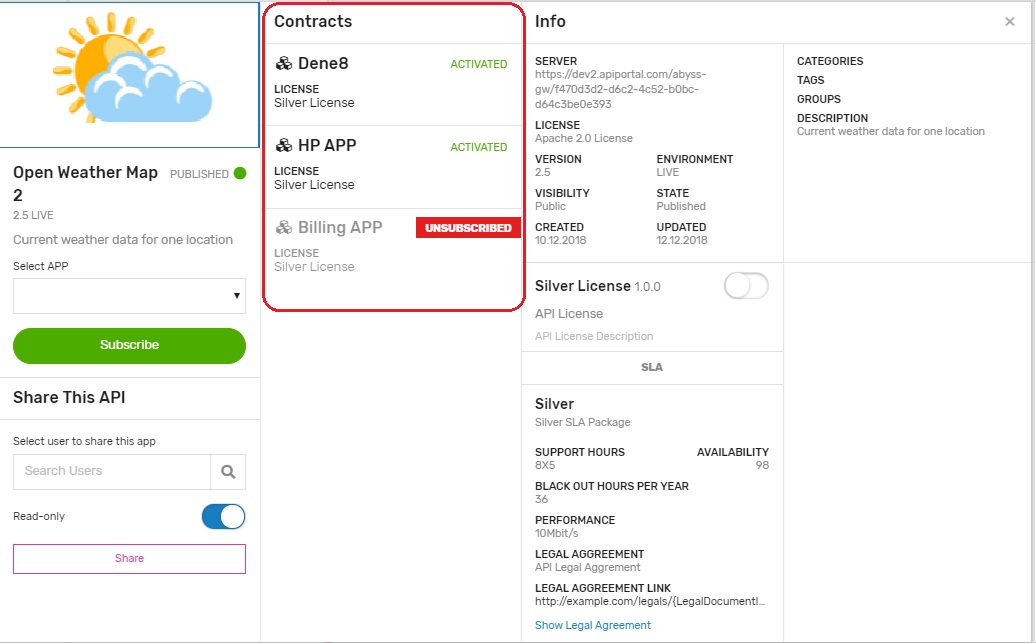 Open Weather Map
2
PUBLISHED
2.5 LIVE
Current weather data for one location
Select APP
Subscribe
Share This API
Select user to share this app
Search Users
Read-only
Share
Contracts
Dene8 ACTIVATED
LICENSE
Silver License
HP APP ACTIVATED
LICENSE
Silver License
Billing APP UNSUBSCRIBED
LICENSE
Silver License
Info
SERVER
https://dev2.apiportal.com/abyss-
gw/f470d3d2-d6c2-4c52-b0bc-
d64c3be0e393
LICENSE
Apache 2.0 License
VERSION ENVIRONMENT
2.5 LIVE
VISIBILITY STATE
Public Published
CREATED UPDATED
10.12.2018 12.12.2018
CATEGORIES
TAGS
GROUPS
DESCRIPTION
Current weather data for one location
Silver License 1.0.0
API License
API License Description
SLA
Silver
Silver SLA Package
SUPPORT HOURS AVAILABILITY
8X5 98
BLACK OUT HOURS PER YEAR
36
PERFORMANCE
10Mbit/s
LEGAL AGGREEMENT
API Legal Aggrement
LEGAL AGGREEMENT LINK
http://example.com/legals/{LegalDocumentI...
Show Legal Agreement